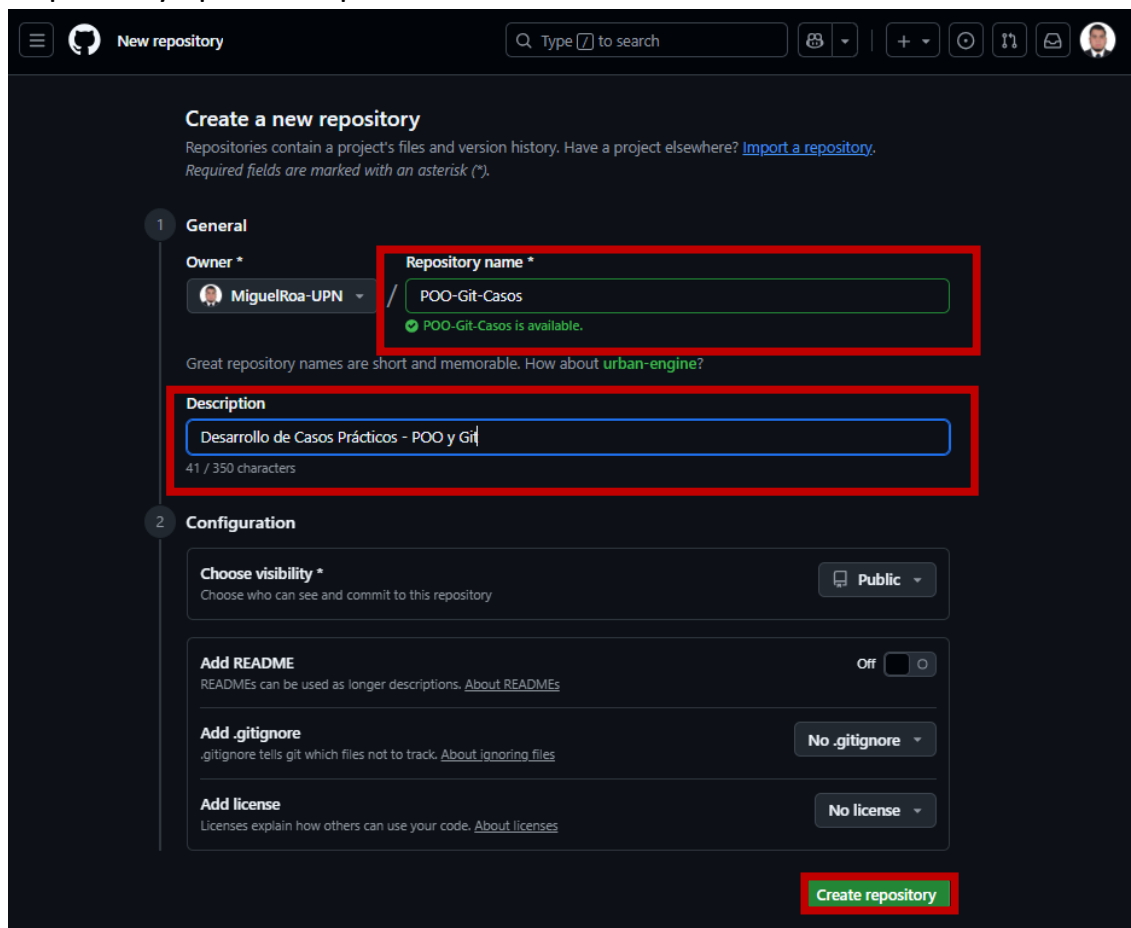 New repository
Type / to search
Create a new repository
Repositories contain a project's files and version history. Have a project elsewhere? Import a repository.
Required fields are marked with an asterisk (*).
1 General
Owner * Repository name *
MiguelRoa-UPN / POO-Git-Casos
POO-Git-Casos is available.
Great repository names are short and memorable. How about urban-engine?
Description
Desarrollo de Casos Prácticos - POO y Git
41 / 350 characters
2 Configuration
Choose visibility *
Choose who can see and commit to this repository
Public
Add README
READMEs can be used as longer descriptions. About READMEs
Off
Add .gitignore
.gitignore tells git which files not to track. About ignoring files
No .gitignore
Add license
Licenses explain how others can use your code. About licenses
No license
Create repository